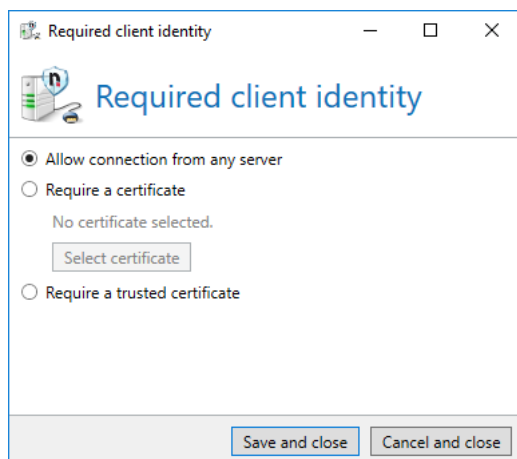 Required client identity
n
Required client identity
Allow connection from any server
Require a certificate
No certificate selected.
Select certificate
Require a trusted certificate
Save and close
Cancel and close